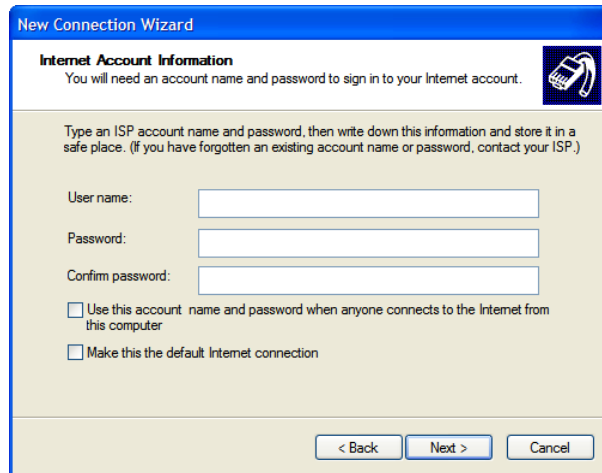 New Connection Wizard
Internet Account Information
You will need an account name and password to sign in to your Internet account.
Type an ISP account name and password, then write down this information and store it in a
safe place. (If you have forgotten an existing account name or password, contact your ISP.)
User name:
Password:
Confirm password:
Use this account name and password when anyone connects to the Internet from
this computer
Make this the default Internet connection
< Back Next > Cancel